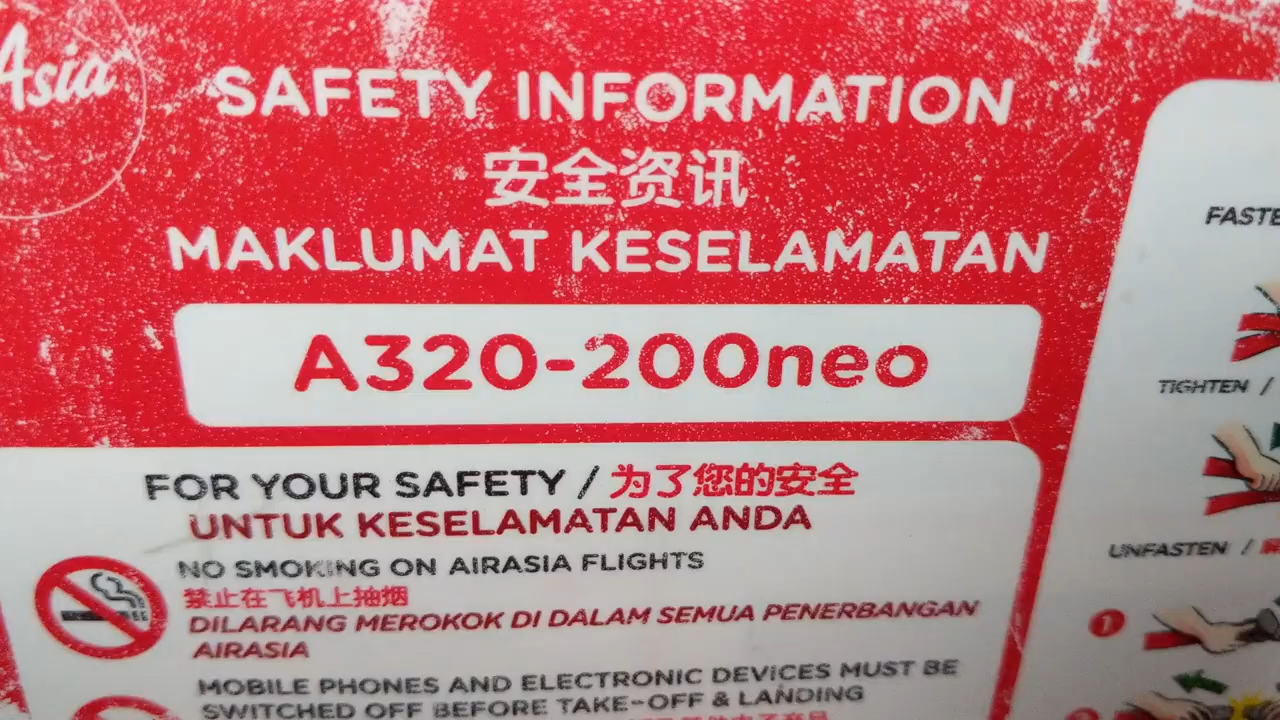 Asia
SAFETY INFORMATION
安全资讯
MAKLUMAT KESELAMATAN
A320-200neo
FOR YOUR SAFETY / 为了您的安全
UNTUK KESELAMATAN ANDA
NO SMOKING ON AIRASIA FLIGHTS
禁止在飞机上抽烟
DILARANG MEROKOK DI DALAM SEMUA PENERBANGAN
AIRASIA
MOBILE PHONES AND ELECTRONIC DEVICES MUST BE
SWITCHED OFF BEFORE TAKE-OFF & LANDING
TIGHTEN /
UNFASTEN /
1